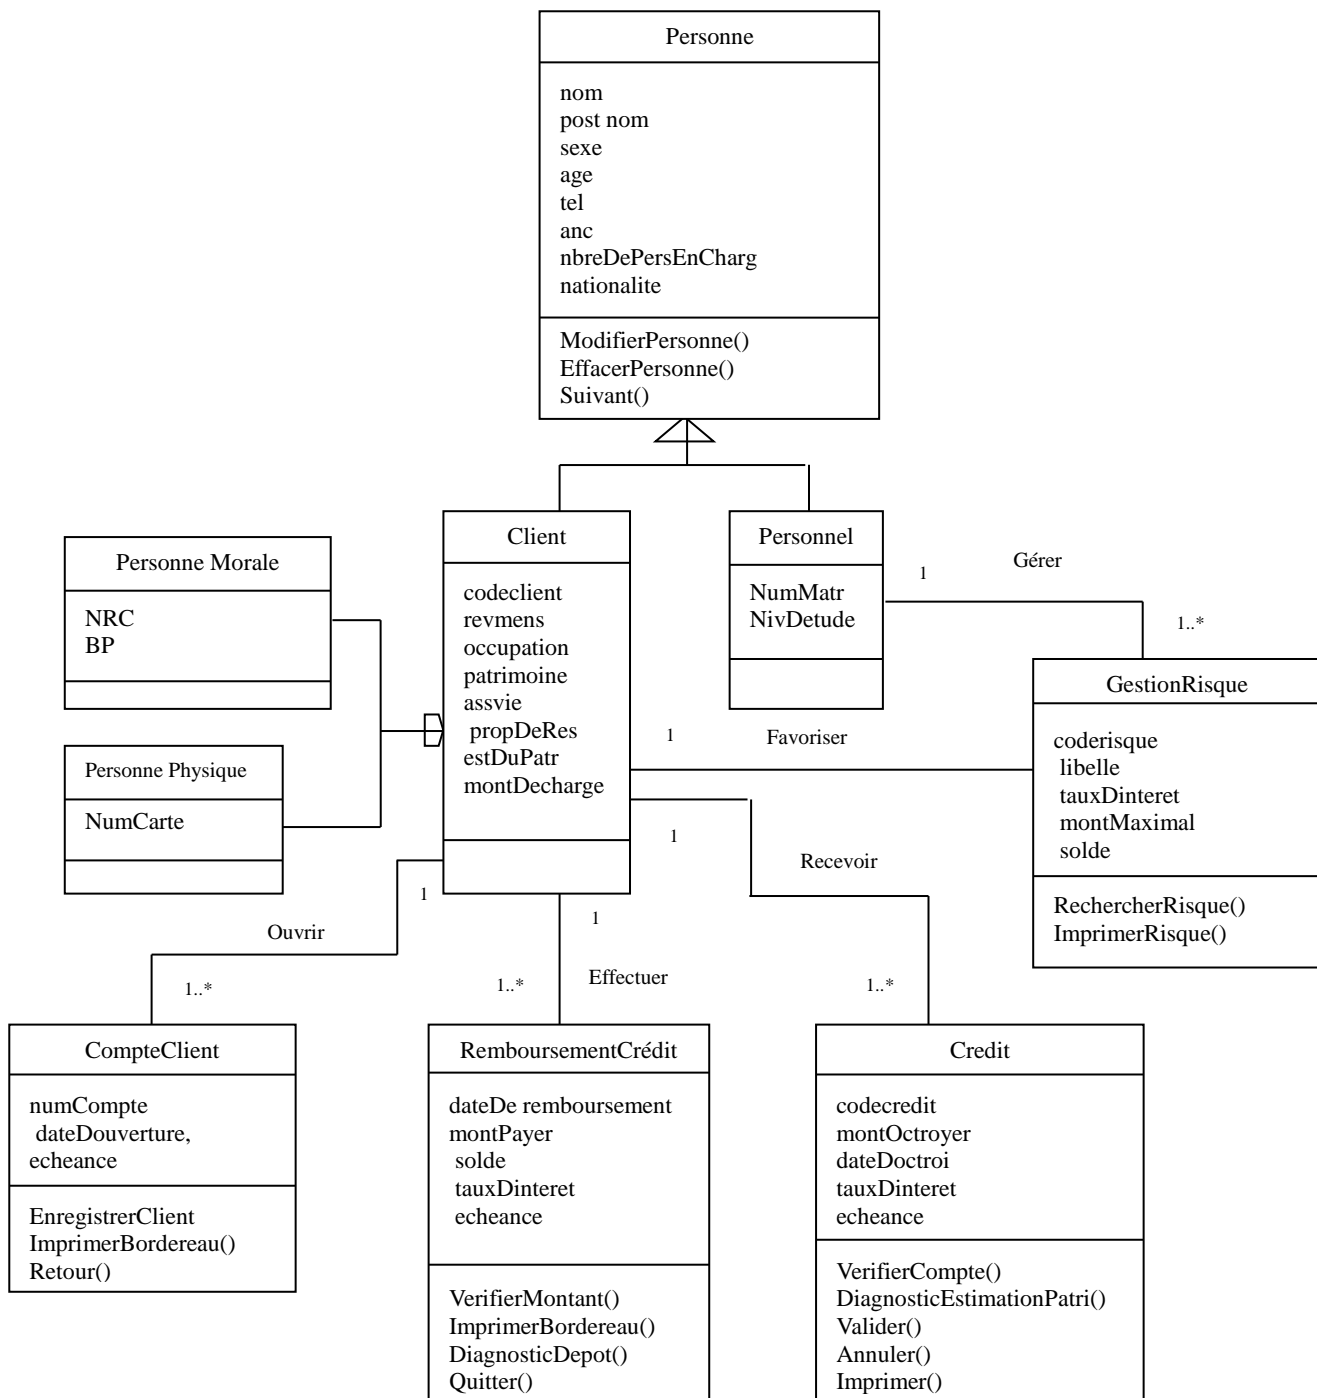 Personne
nom
post nom
sexe
age
tel
anc
nbreDePersEnCharg
nationalite
ModifierPersonne()
EffacerPersonne()
Suivant()
Personne Morale
NRC
BP
Personne Physique
NumCarte
Client
codeclient
revmens
occupation
patrimoine
assvie
propDeRes
estDuPatr
montDecharge
Personnel
NumMatr
NivDetude
1
Gérer
1..*
GestionRisque
coderisque
libelle
tauxDinteret
montMaximal
solde
RechercherRisque()
ImprimerRisque()
1
Favoriser
1
Recevoir
1..*
1
Ouvrir
1..*
1
Effectuer
1..*
CompteClient
numCompte
dateDouverture,
echeance
EnregistrerClient
ImprimerBordereau()
Retour()
RemboursementCrédit
dateDe remboursement
montPayer
solde
tauxDinteret
echeance
VerifierMontant()
ImprimerBordereau()
DiagnosticDepot()
Quitter()
Credit
codecredit
montOctroyer
dateDoctroi
tauxDinteret
echeance
VerifierCompte()
DiagnosticEstimationPatri()
Valider()
Annuler()
Imprimer()